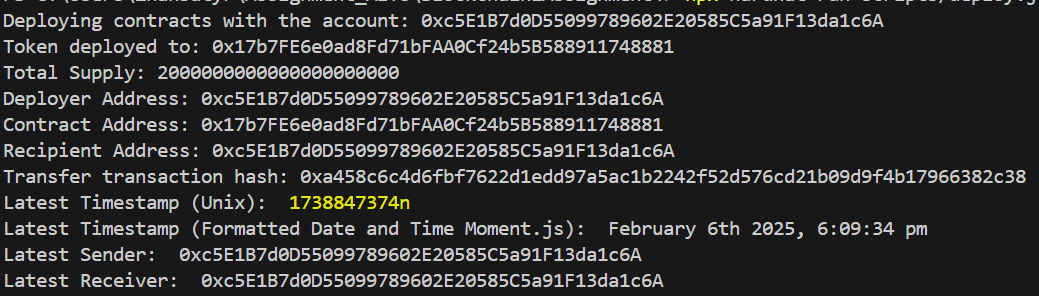 Deploying contracts with the account: 0xc5E1B7d0D55099789602E20585C5a91F13da1c6A
Token deployed to: 0x17b7FE6e0ad8Fd71bFAA0Cf24b5B588911748881
Total Supply: 2000000000000000000000
Deployer Address: 0xc5E1B7d0D55099789602E20585C5a91F13da1c6A
Contract Address: 0x17b7FE6e0ad8Fd71bFAA0Cf24b5B588911748881
Recipient Address: 0xc5E1B7d0D55099789602E20585C5a91F13da1c6A
Transfer transaction hash: 0xa458c6c4d6fbf7622d1edd97a5ac1b2242f52d576cd21b09d9f4b17966382c38
Latest Timestamp (Unix):  1738847374n
Latest Timestamp (Formatted Date and Time Moment.js):  February 6th 2025, 6:09:34 pm
Latest Sender:  0xc5E1B7d0D55099789602E20585C5a91F13da1c6A
Latest Receiver:  0xc5E1B7d0D55099789602E20585C5a91F13da1c6A